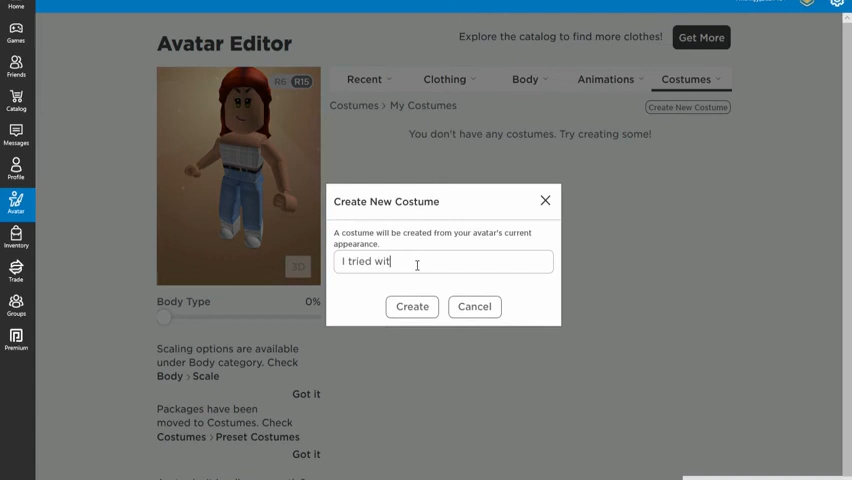 Home
Games
Friends
Catalog
Messages
Profile
Avatar
Inventory
Trade
Groups
Premium
Avatar Editor
Explore the catalog to find more clothes!
Get More
R6 R15
3D
Body Type 0%
Scaling options are available
under Body category. Check
Body > Scale
Got it
Packages have been
moved to Costumes. Check
Costumes > Preset Costumes
Got it
Recent Clothing Body Animations Costumes
Costumes > My Costumes
Create New Costume
You don't have any costumes. Try creating some!
Create New Costume
A costume will be created from your avatar's current
appearance.
I tried wit
Create Cancel